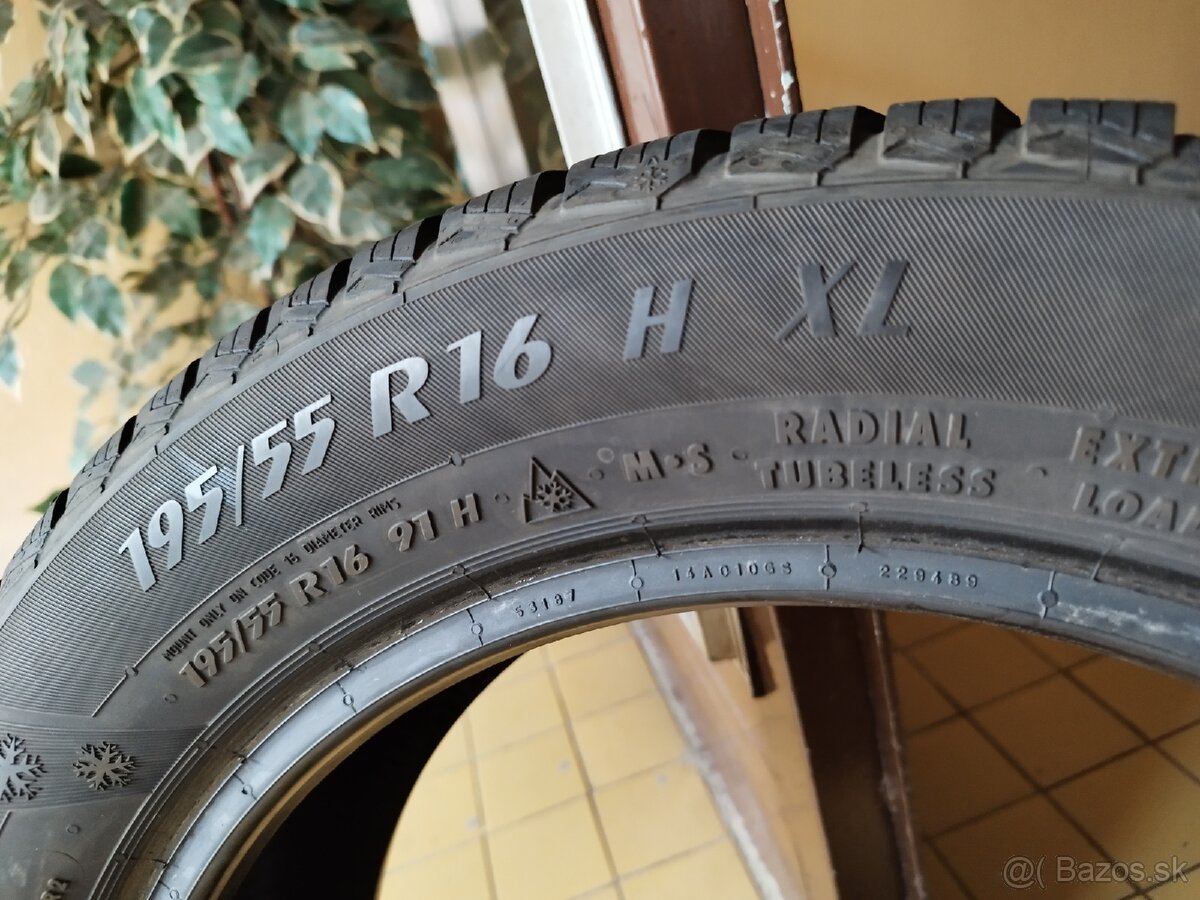 195/55 R16 H XL
MOUNT ONLY ON CODE 16 DIAMETER RIMS
195/55 R16 91 H
M·S
RADIAL
TUBELESS
EXT
LOA
53187
14AC106S
229489
@( Bazos.sk